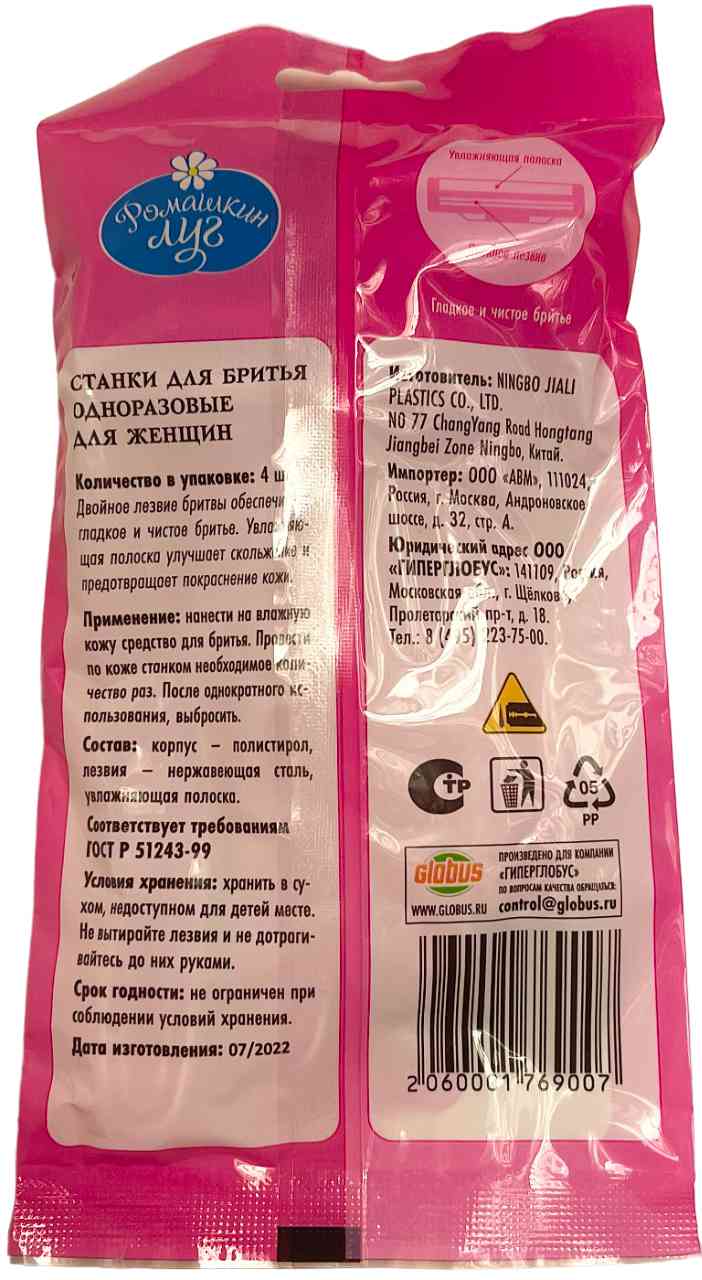 Ромашкин
луг
СТАНКИ ДЛЯ БРИТЬЯ
ОДНОРАЗОВЫЕ
ДЛЯ ЖЕНЩИН
Количество в упаковке: 4
Двойное лезвие бритвы
гладкое и чистое бритье.
щая полоска улучшает и
предотвращает покраснение кожи.
Применение: нанести на влажную
кожу средство для бритья. Провести
по коже станком необходимое коли-
чество раз. После однократного ис-
пользования, выбросить.
Состав: корпус – полистирол,
лезвия – нержавеющая сталь,
увлажняющая полоска.
Соответствует требованиям
ГОСТ Р 51243-99
Условия хранения: хранить в су-
хом, недоступном для детей месте.
Не вытирайте лезвия и не дотраги-
вайтесь до них руками.
Срок годности: не ограничен при
соблюдении условий хранения.
Дата изготовления: 07/2022
Увлажняющая полоска
лезвие
Гладкое и чистое бритье
Изготовитель: NINGBO JIALI
PLASTICS CO., LTD.
NO 77 ChangYang Road Hongtang
Jiangbei Zone Ningbo, Китай.
Импортер: ООО «АВМ», 111024,
Россия, г. Москва, Андроновское
шоссе, д. 32, стр. А.
Юридический адрес ООО
«ГИПЕРГЛОБУС»: 141109, Россия,
Московская обл., г. Щёлково,
Пролетарский пр-т, д. 18.
Тел.: 8 (495) 223-75-00.
СТР
05
PP
GLOBUS
WWW.GLOBUS.RU
ПРОИЗВЕДЕНО ДЛЯ КОМПАНИИ
«ГИПЕРГЛОБУС»
ПО ВОПРОСАМ КАЧЕСТВА ОБРАЩАТЬСЯ:
control@globus.ru
2 060001 769007